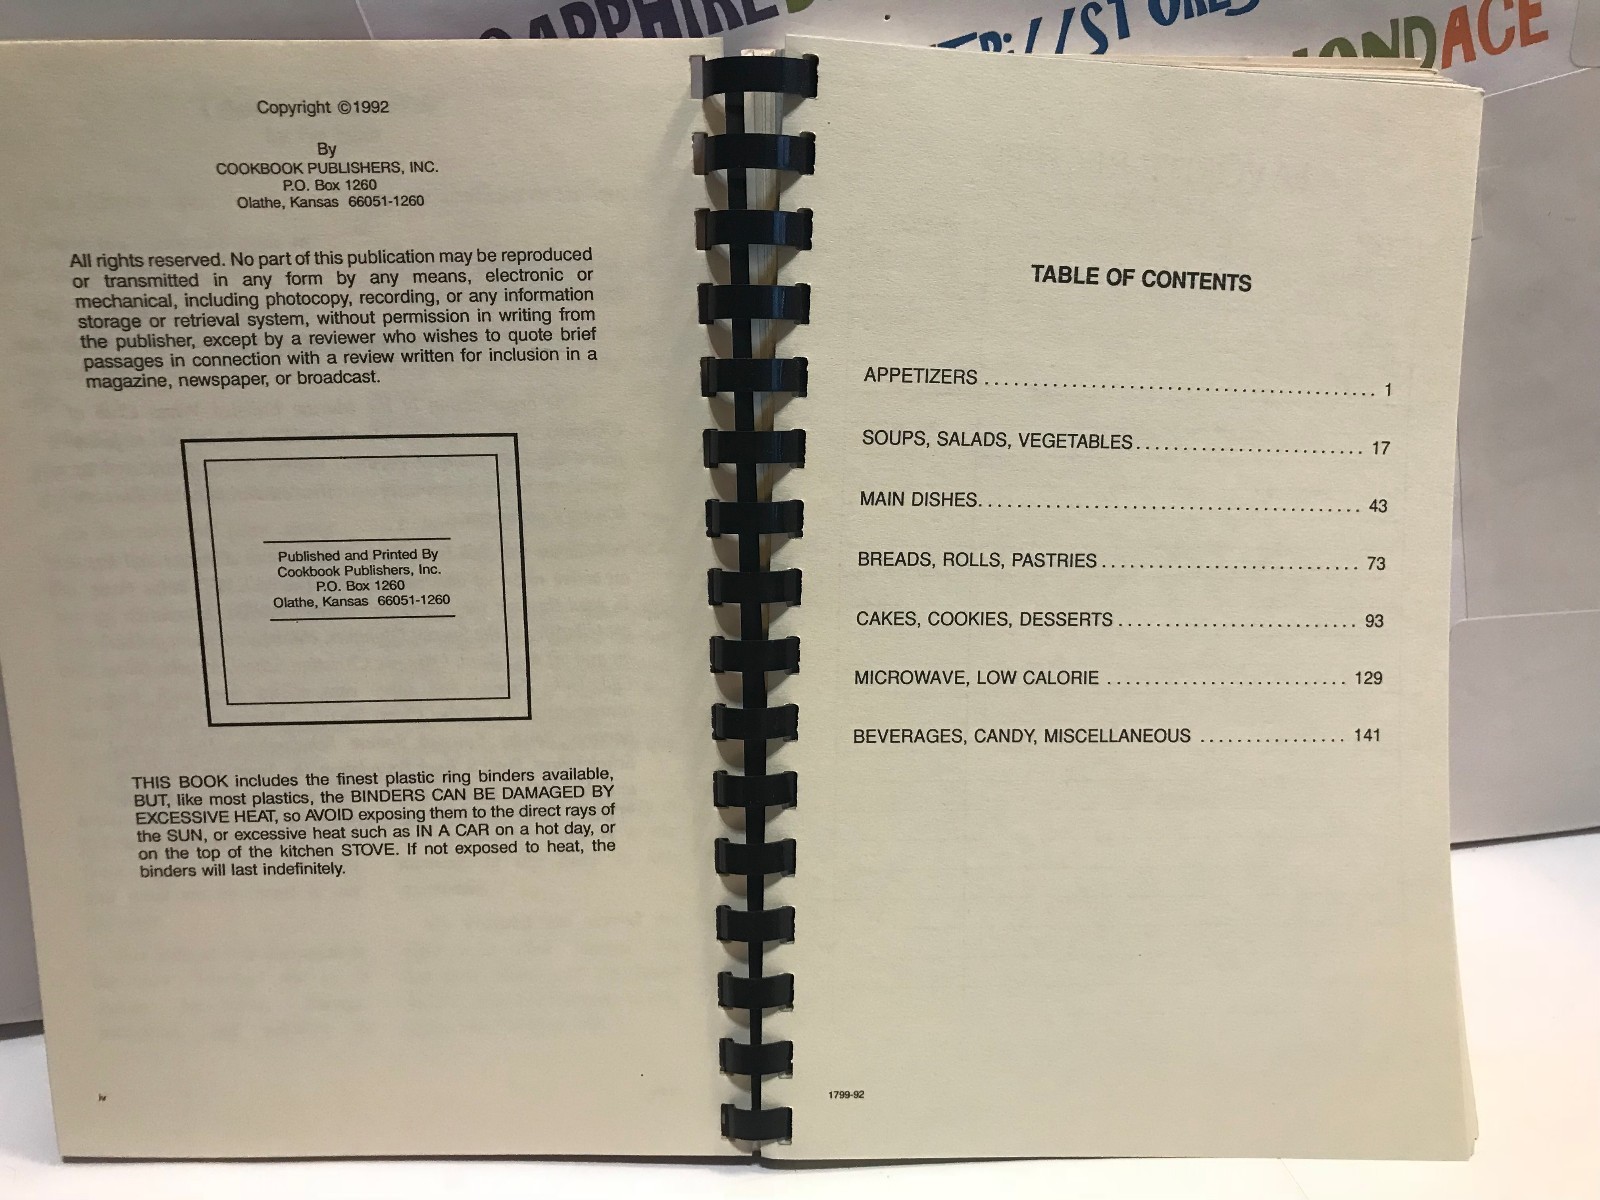 Copyright ©1992
By
COOKBOOK PUBLISHERS, INC.
P.O. Box 1260
Olathe, Kansas 66051-1260
All rights reserved. No part of this publication may be reproduced
or transmitted in any form by any means, electronic or
mechanical, including photocopy, recording, or any information
storage or retrieval system, without permission in writing from
the publisher, except by a reviewer who wishes to quote brief
passages in connection with a review written for inclusion in a
magazine, newspaper, or broadcast.
Published and Printed By
Cookbook Publishers, Inc.
P.O. Box 1260
Olathe, Kansas 66051-1260
THIS BOOK includes the finest plastic ring binders available,
BUT, like most plastics, the BINDERS CAN BE DAMAGED BY
EXCESSIVE HEAT, so AVOID exposing them to the direct rays of
the SUN, or excessive heat such as IN A CAR on a hot day, or
on the top of the kitchen STOVE. If not exposed to heat, the
binders will last indefinitely.
iv
TABLE OF CONTENTS
APPETIZERS ........................................ 1
SOUPS, SALADS, VEGETABLES......................... 17
MAIN DISHES........................................ 43
BREADS, ROLLS, PASTRIES ........................... 73
CAKES, COOKIES, DESSERTS ......................... 93
MICROWAVE, LOW CALORIE ......................... 129
BEVERAGES, CANDY, MISCELLANEOUS ................ 141
1799-92